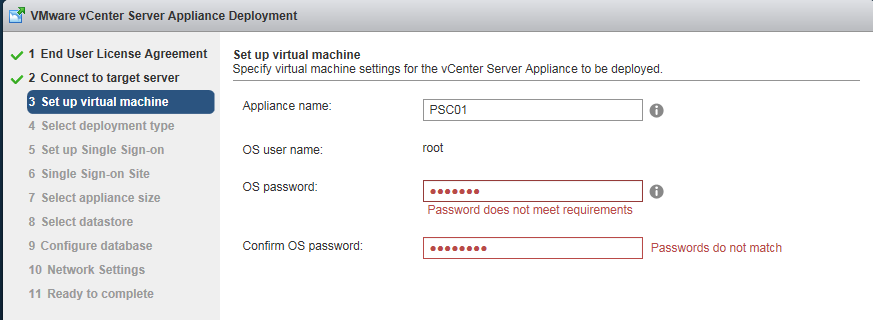 VMware vCenter Server Appliance Deployment
1 End User License Agreement
2 Connect to target server
3 Set up virtual machine
4 Select deployment type
5 Set up Single Sign-on
6 Single Sign-on Site
7 Select appliance size
8 Select datastore
9 Configure database
10 Network Settings
11 Ready to complete
Set up virtual machine
Specify virtual machine settings for the vCenter Server Appliance to be deployed.
Appliance name: PSC01
OS user name: root
OS password: ●●●●●●●
Password does not meet requirements
Confirm OS password: ●●●●●●●● Passwords do not match